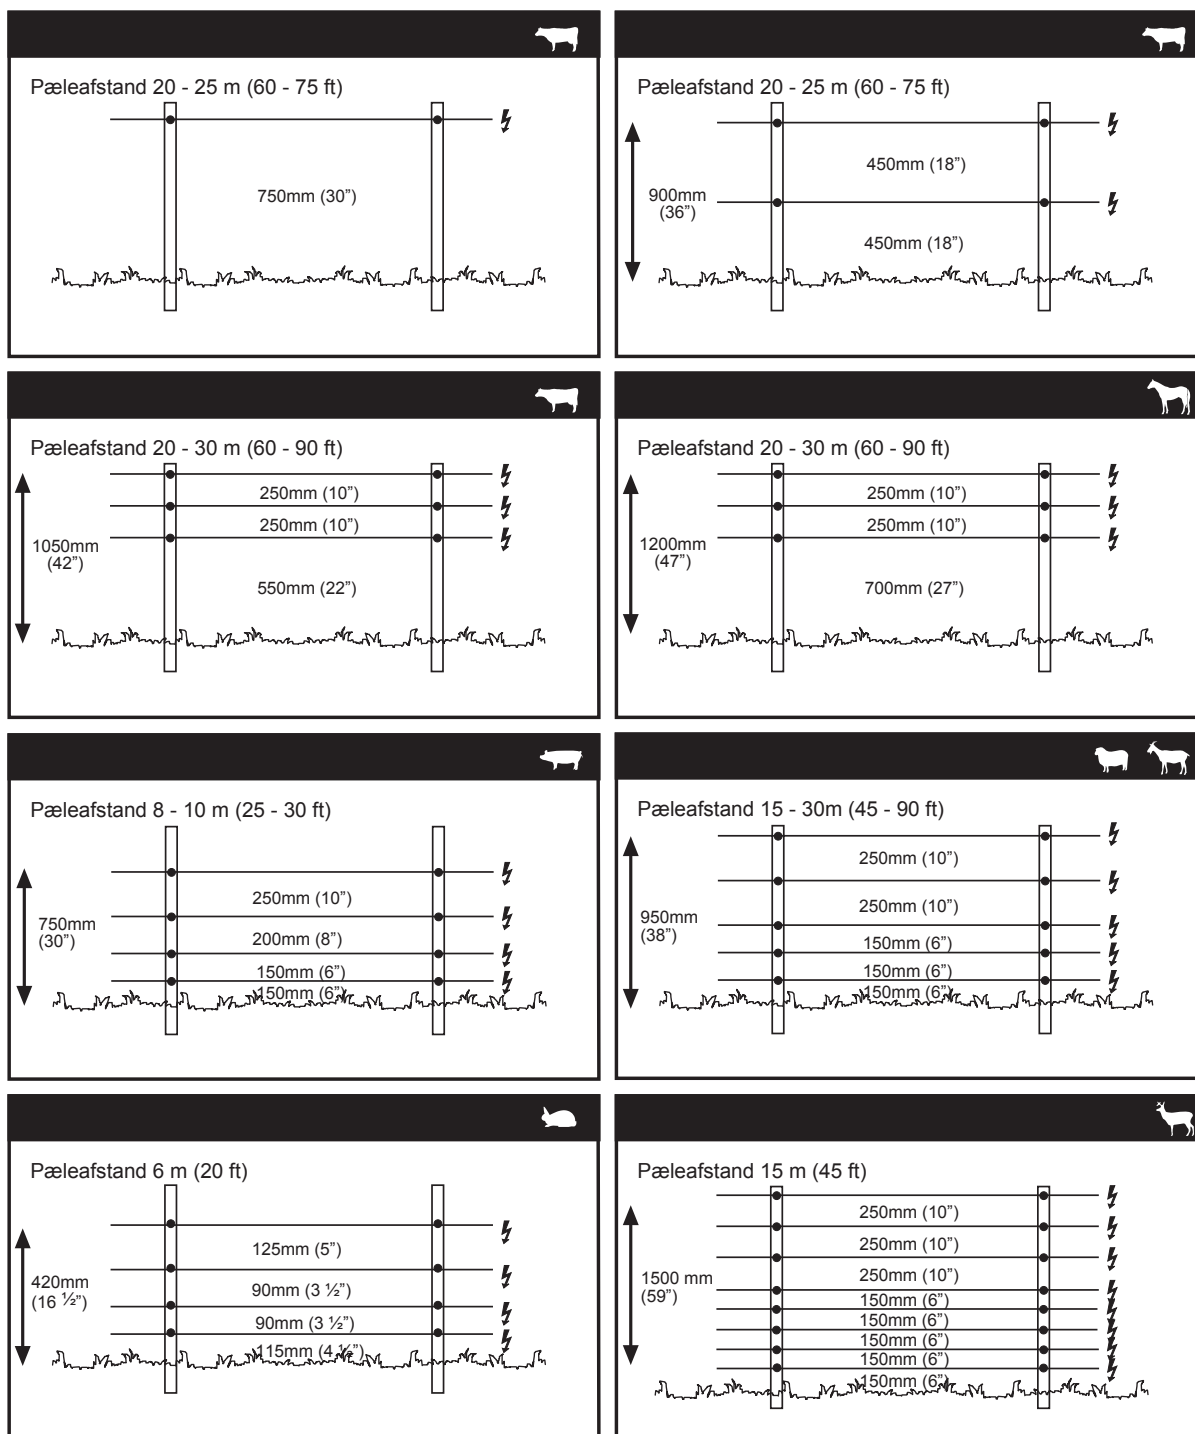 Pæleafstand 20 - 25 m (60 - 75 ft)
750mm (30”)
Pæleafstand 20 - 25 m (60 - 75 ft)
450mm (18”)
900mm
(36”)
450mm (18”)
Pæleafstand 20 - 30 m (60 - 90 ft)
250mm (10”)
250mm (10”)
1050mm
(42”)
550mm (22”)
Pæleafstand 20 - 30 m (60 - 90 ft)
250mm (10”)
250mm (10”)
1200mm
(47”)
700mm (27”)
Pæleafstand 8 - 10 m (25 - 30 ft)
250mm (10”)
750mm
(30”)
200mm (8”)
150mm (6”)
150mm (6”)
Pæleafstand 15 - 30m (45 - 90 ft)
250mm (10”)
250mm (10”)
950mm
(38”)
150mm (6”)
150mm (6”)
150mm (6”)
Pæleafstand 6 m (20 ft)
125mm (5”)
420mm
(16 ½”)
90mm (3 ½”)
90mm (3 ½”)
115mm (4 ½”)
Pæleafstand 15 m (45 ft)
250mm (10”)
250mm (10”)
250mm (10”)
1500 mm
(59”)
150mm (6”)
150mm (6”)
150mm (6”)
150mm (6”)
150mm (6”)